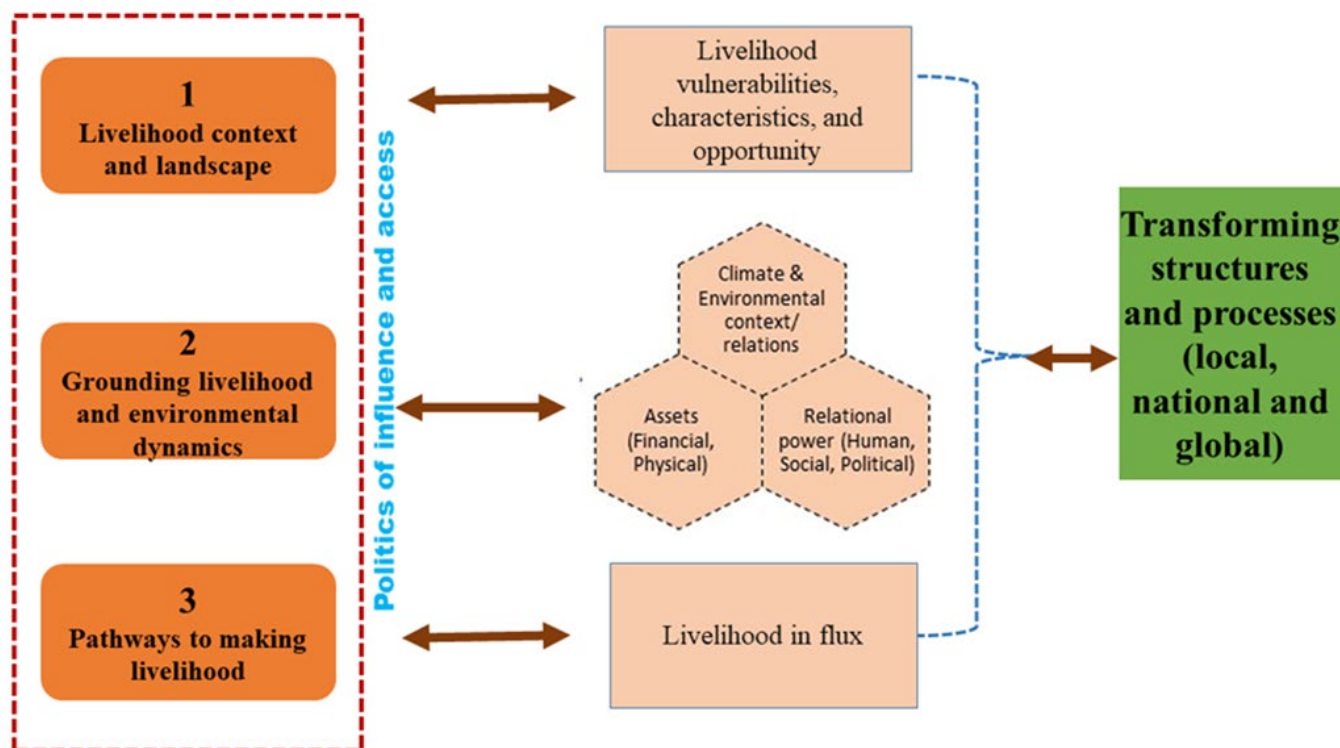 1
Livelihood context
and landscape
2
Grounding livelihood
and environmental
dynamics
3
Pathways to making
livelihood
Politics of influence and access
Livelihood
vulnerabilities,
characteristics, and
opportunity
Climate &
Environmental
context/
relations
Assets
(Financial,
Physical)
Relational
power (Human,
Social, Political)
Livelihood in flux
Transforming
structures
and processes
(local,
national and
global)